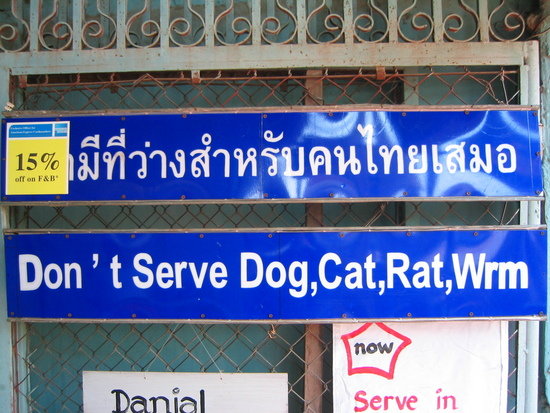 มีที่ว่างสำหรับคนไทยเสมอ
15%
off on F&B*
Don't Serve Dog,Cat,Rat,Wrm
now
Danial
Serve in